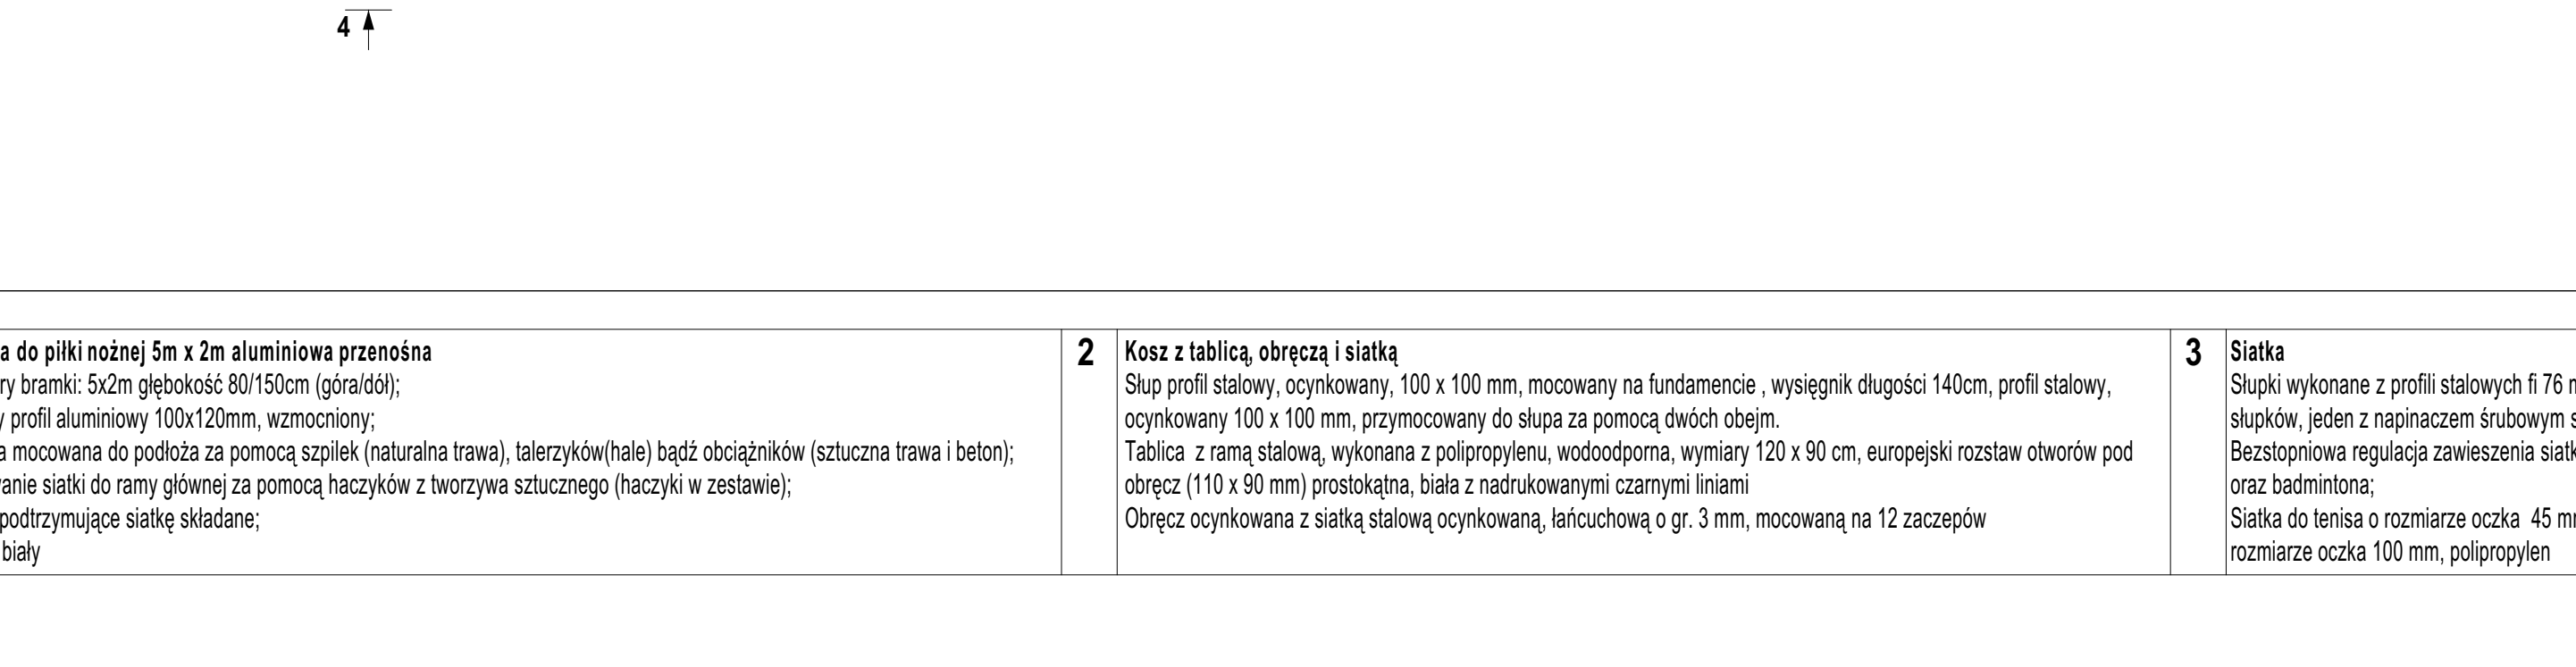 4
a do piłki nożnej 5m x 2m aluminiowa przenośna
ry bramki: 5x2m głębokość 80/150cm (góra/dół);
y profil aluminiowy 100x120mm, wzmocniony;
a mocowana do podłoża za pomocą szpilek (naturalna trawa), talerzyków(hale) bądź obciążników (sztuczna trawa i beton);
vanie siatki do ramy głównej za pomocą haczyków z tworzywa sztucznego (haczyki w zestawie);
podtrzymujące siatkę składane;
biały
2
Kosz z tablicą, obręczą i siatką
Słup profil stalowy, ocynkowany, 100 x 100 mm, mocowany na fundamencie , wysięgnik długości 140cm, profil stalowy,
ocynkowany 100 x 100 mm, przymocowany do słupa za pomocą dwóch obejm.
Tablica z ramą stalową, wykonana z polipropylenu, wodoodporna, wymiary 120 x 90 cm, europejski rozstaw otworów pod
obręcz (110 x 90 mm) prostokątna, biała z nadrukowanymi czarnymi liniami
Obręcz ocynkowana z siatką stalową ocynkowaną, łańcuchową o gr. 3 mm, mocowaną na 12 zaczepów
3
Siatka
Słupki wykonane z profili stalowych fi 76
słupków, jeden z napinaczem śrubowym
Bezstopniowa regulacja zawieszenia siatk
oraz badmintona;
Siatka do tenisa o rozmiarze oczka 45
rozmiarze oczka 100 mm, polipropylen